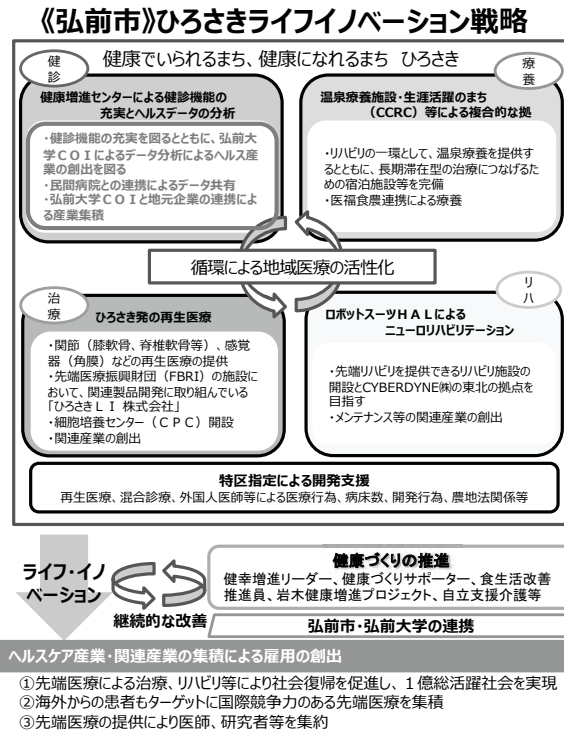 《弘前市》ひろさきライフイノベーション戦略
健康でいられるまち、健康になれるまち ひろさき
健
診
健康増進センターによる健診機能の
充実とヘルスデータの分析
・健診機能の充実を図るとともに、弘前大
学COIによるデータ分析によるヘルス産
業の創出を図る
・民間病院との連携によるデータ共有
・弘前大学COIと地元企業の連携によ
る産業集積
療
養
温泉療養施設・生涯活躍のまち
(CCRC)等による複合的な拠
・リハビリの一環として、温泉療養を提供す
るとともに、長期滞在型の治療につなげるた
めの宿泊施設等を完備
・医福食農連携による療養
循環による地域医療の活性化
治
療
ひろさき発の再生医療
・関節(膝軟骨、脊椎軟骨等)、感覚
器(角膜)などの再生医療の提供
・先端医療振興財団(FBRI)の施設に
おいて、関連製品開発に取り組んでいる
「ひろさきLI 株式会社」
・細胞培養センター(CPC)開設
・関連産業の創出
リ
ハ
ロボットスーツHALによる
ニューロリハビリテーション
・先端リハビリを提供できるリハビリ施設の
開設とCYBERDYNE㈱の東北の拠点を
目指す
・メンテナンス等の関連産業の創出
特区指定による開発支援
再生医療、混合診療、外国人医師等による医療行為、病床数、開発行為、農地法関係等
ライフ・イノ
ベーション
継続的な改善
健康づくりの推進
健幸増進リーダー、健康づくりサポーター、食生活改善
推進員、岩木健康増進プロジェクト、自立支援介護等
弘前市・弘前大学の連携
ヘルスケア産業・関連産業の集積による雇用の創出
①先端医療による治療、リハビリ等により社会復帰を促進し、1億総活躍社会を実現
②海外からの患者もターゲットに国際競争力のある先端医療を集積
③先端医療の提供により医師、研究者等を集約